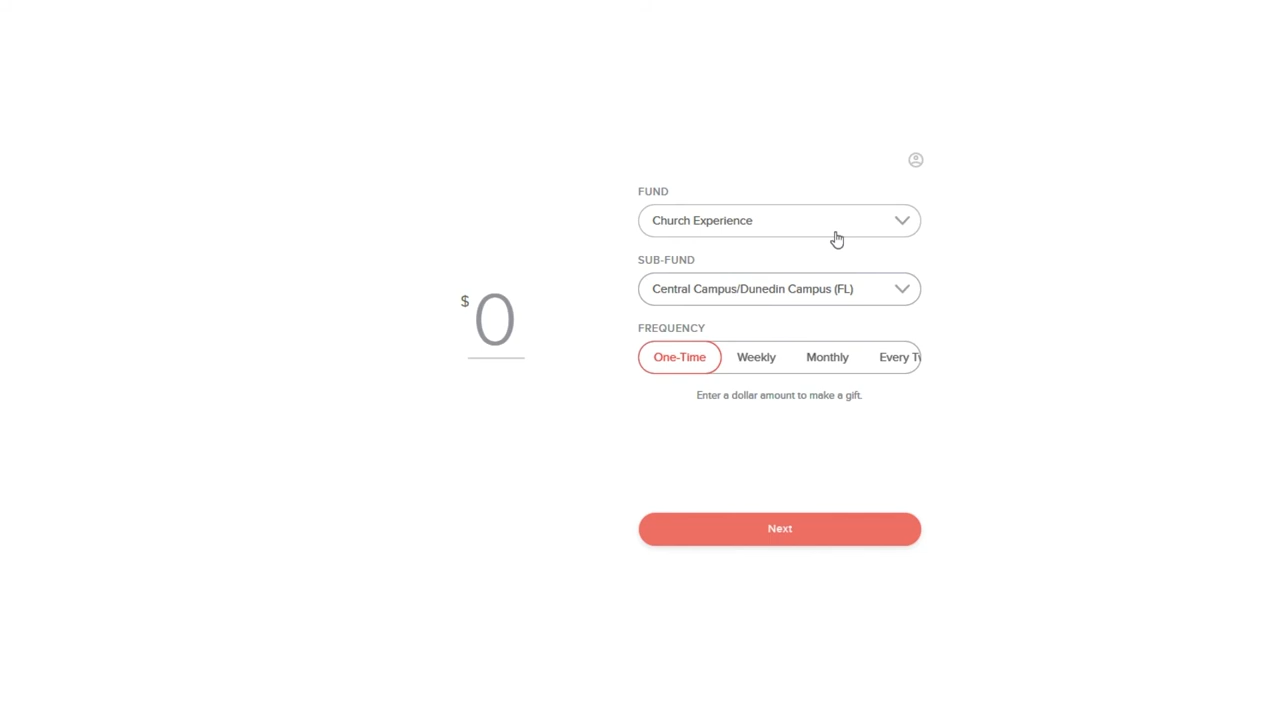 FUND
Church Experience
SUB-FUND
Central Campus/Dunedin Campus (FL)
$0
FREQUENCY
One-Time Weekly Monthly Every
Enter a dollar amount to make a gift.
Next